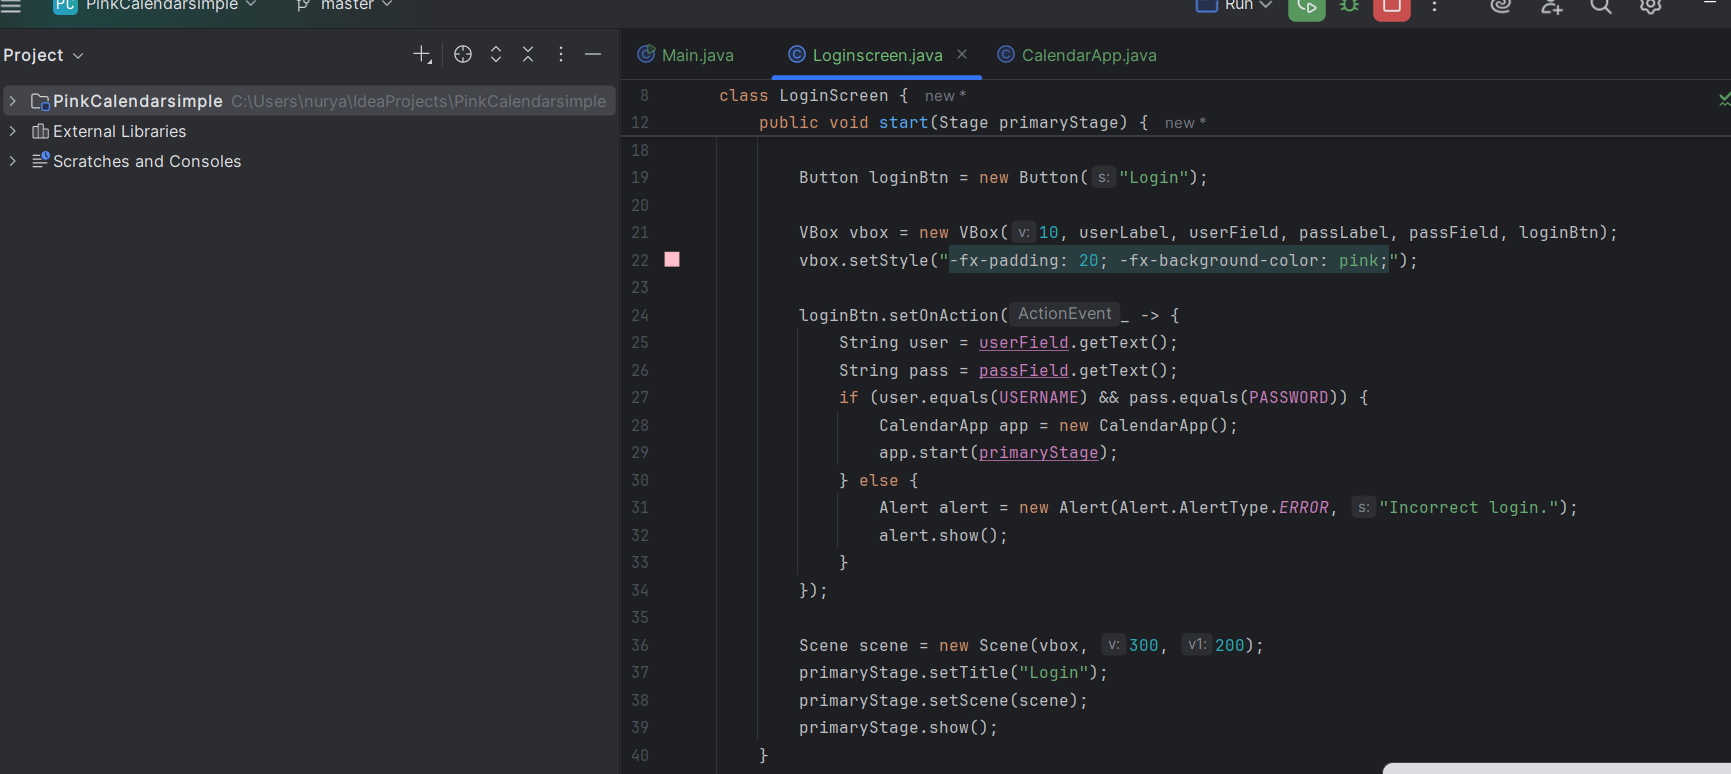 PC PinkCalendarsimple master Run
Project
Main.java Loginscreen.java CalendarApp.java
PinkCalendarsimple C:\Users\nurya\IdeaProjects\PinkCalendarsimple
External Libraries
Scratches and Consoles
8 class LoginScreen { new *
12 public void start(Stage primaryStage) { new *
18
19 Button loginBtn = new Button( s: "Login");
20
21 VBox vbox = new VBox( v: 10, userLabel, userField, passLabel, passField, loginBtn);
22 vbox.setStyle("-fx-padding: 20; -fx-background-color: pink;");
23
24 loginBtn.setOnAction( ActionEvent _ -> {
25 String user = userField.getText();
26 String pass = passField.getText();
27 if (user.equals(USERNAME) && pass.equals(PASSWORD)) {
28 CalendarApp app = new CalendarApp();
29 app.start(primaryStage);
30 } else {
31 Alert alert = new Alert(Alert.AlertType.ERROR, s: "Incorrect login.");
32 alert.show();
33 }
34 });
35
36 Scene scene = new Scene(vbox, v: 300, v1: 200);
37 primaryStage.setTitle("Login");
38 primaryStage.setScene(scene);
39 primaryStage.show();
40 }